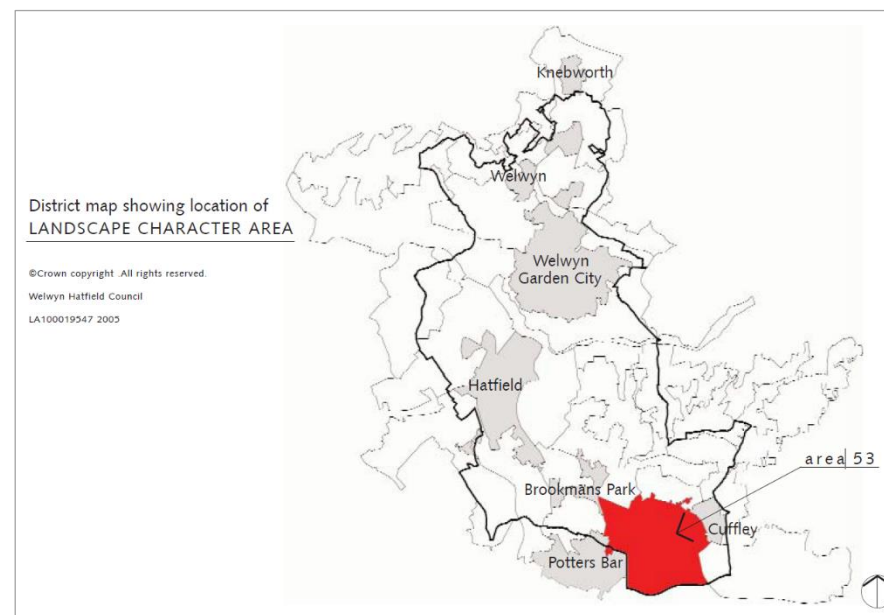 Knebworth
Welwyn
District map showing location of
LANDSCAPE CHARACTER AREA
©Crown copyright .All rights reserved.
Welwyn Hatfield Council
LA100019547 2005
Welwyn
Garden City
Hatfield
area 53
Brookmans Park
Cuffley
Potters Bar